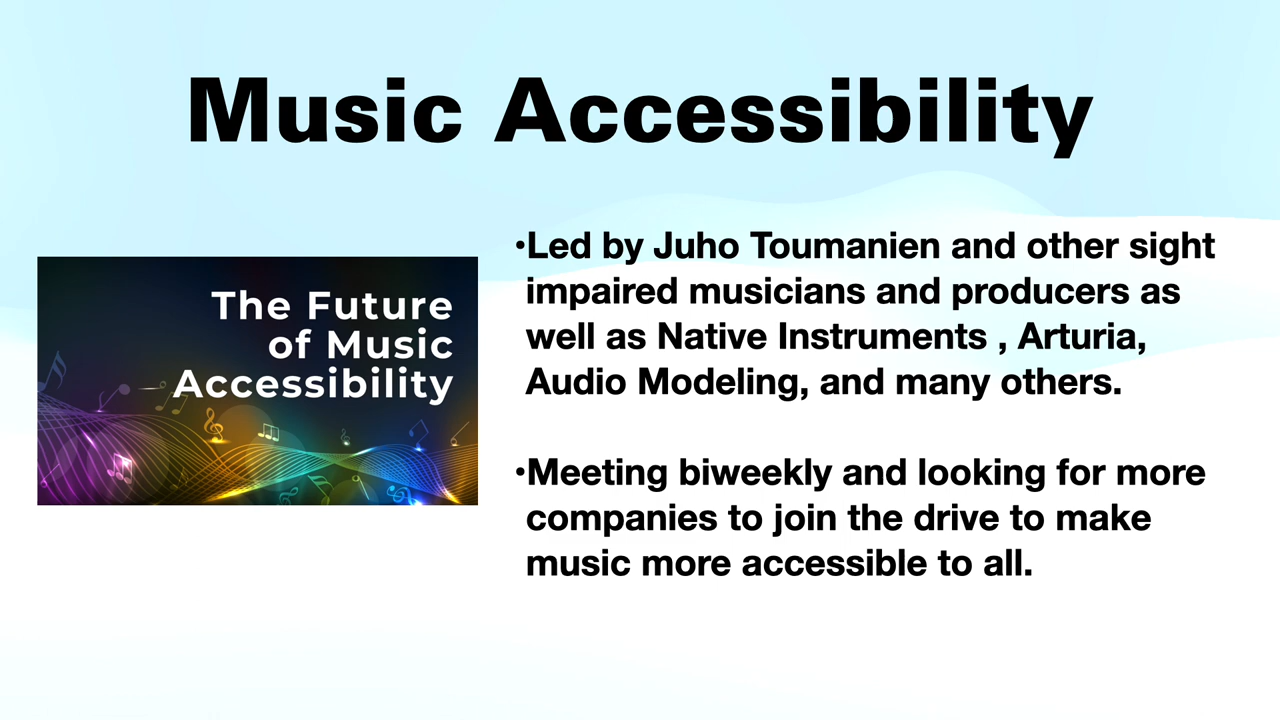 Music Accessibility
The Future
of Music
Accessibility
•Led by Juho Toumanien and other sight
impaired musicians and producers as
well as Native Instruments , Arturia,
Audio Modeling, and many others.
•Meeting biweekly and looking for more
companies to join the drive to make
music more accessible to all.